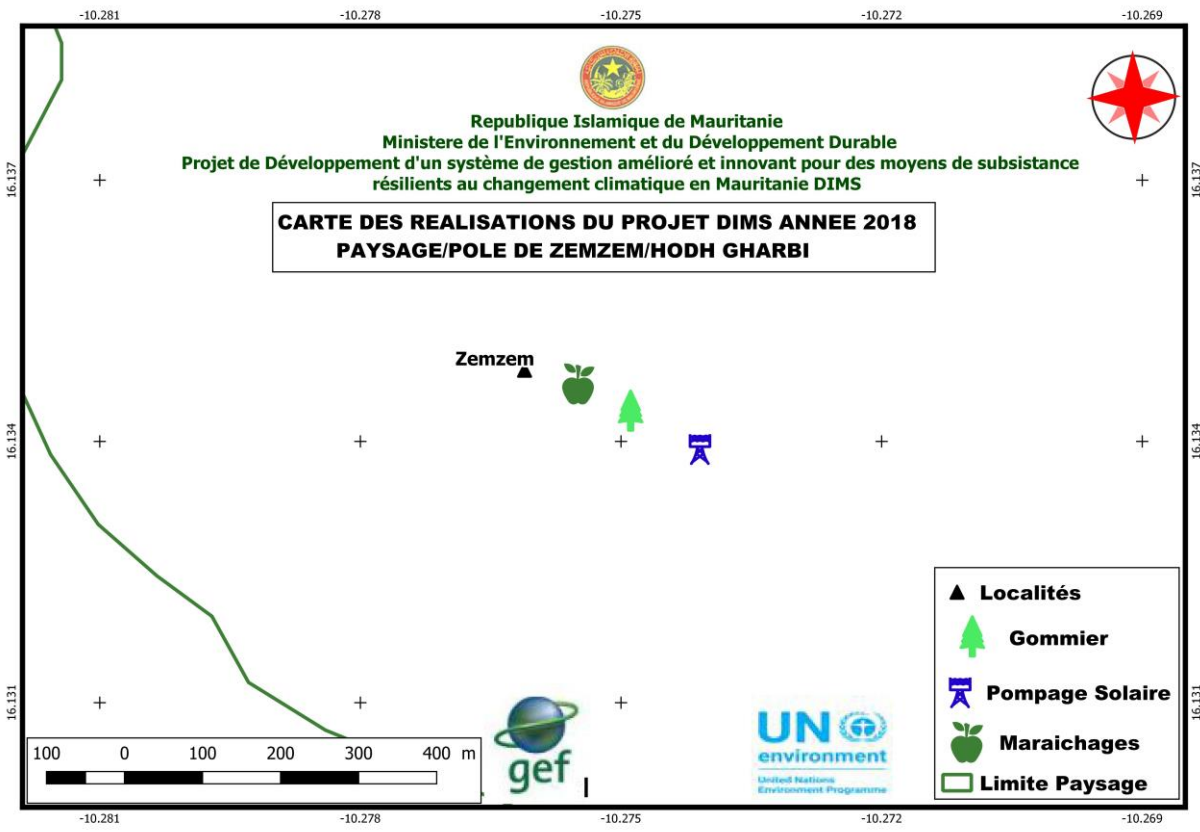 -10.281 -10.278 -10.275 -10.272 -10.269
Republique Islamique de Mauritanie
Ministere de l'Environnement et du Développement Durable
Projet de Développement d'un système de gestion amélioré et innovant pour des moyens de subsistance
résilients au changement climatique en Mauritanie DIMS
16.137 16.137
CARTE DES REALISATIONS DU PROJET DIMS ANNEE 2018
PAYSAGE/POLE DE ZEMZEM/HODH GHARBI
Zemzem
16.134 16.134
Localités
Gommier
Pompage Solaire
Maraichages
Limite Paysage
16.131 16.131
100 0 100 200 300 400 m
gef
UN
environment
United Nations
Environment Programme
-10.281 -10.278 -10.275 -10.272 -10.269